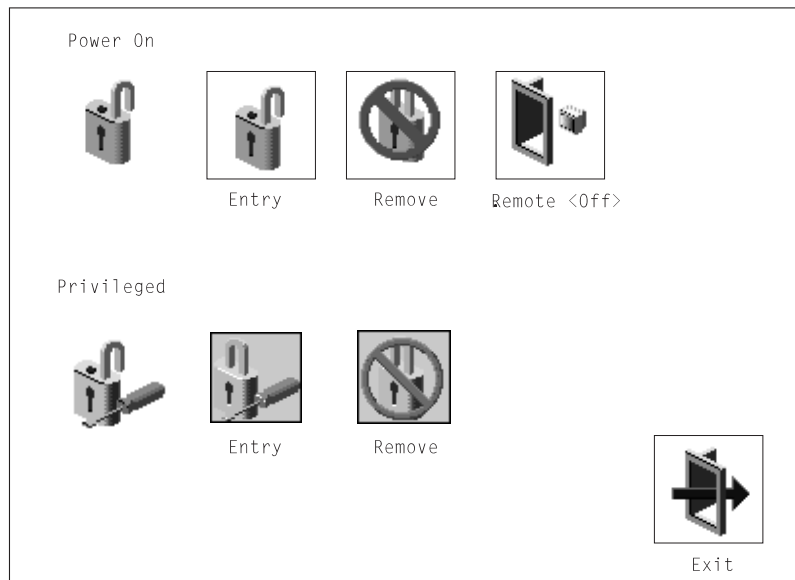 Power On
Entry Remove Remote <Off>
Privileged
Entry Remove
Exit